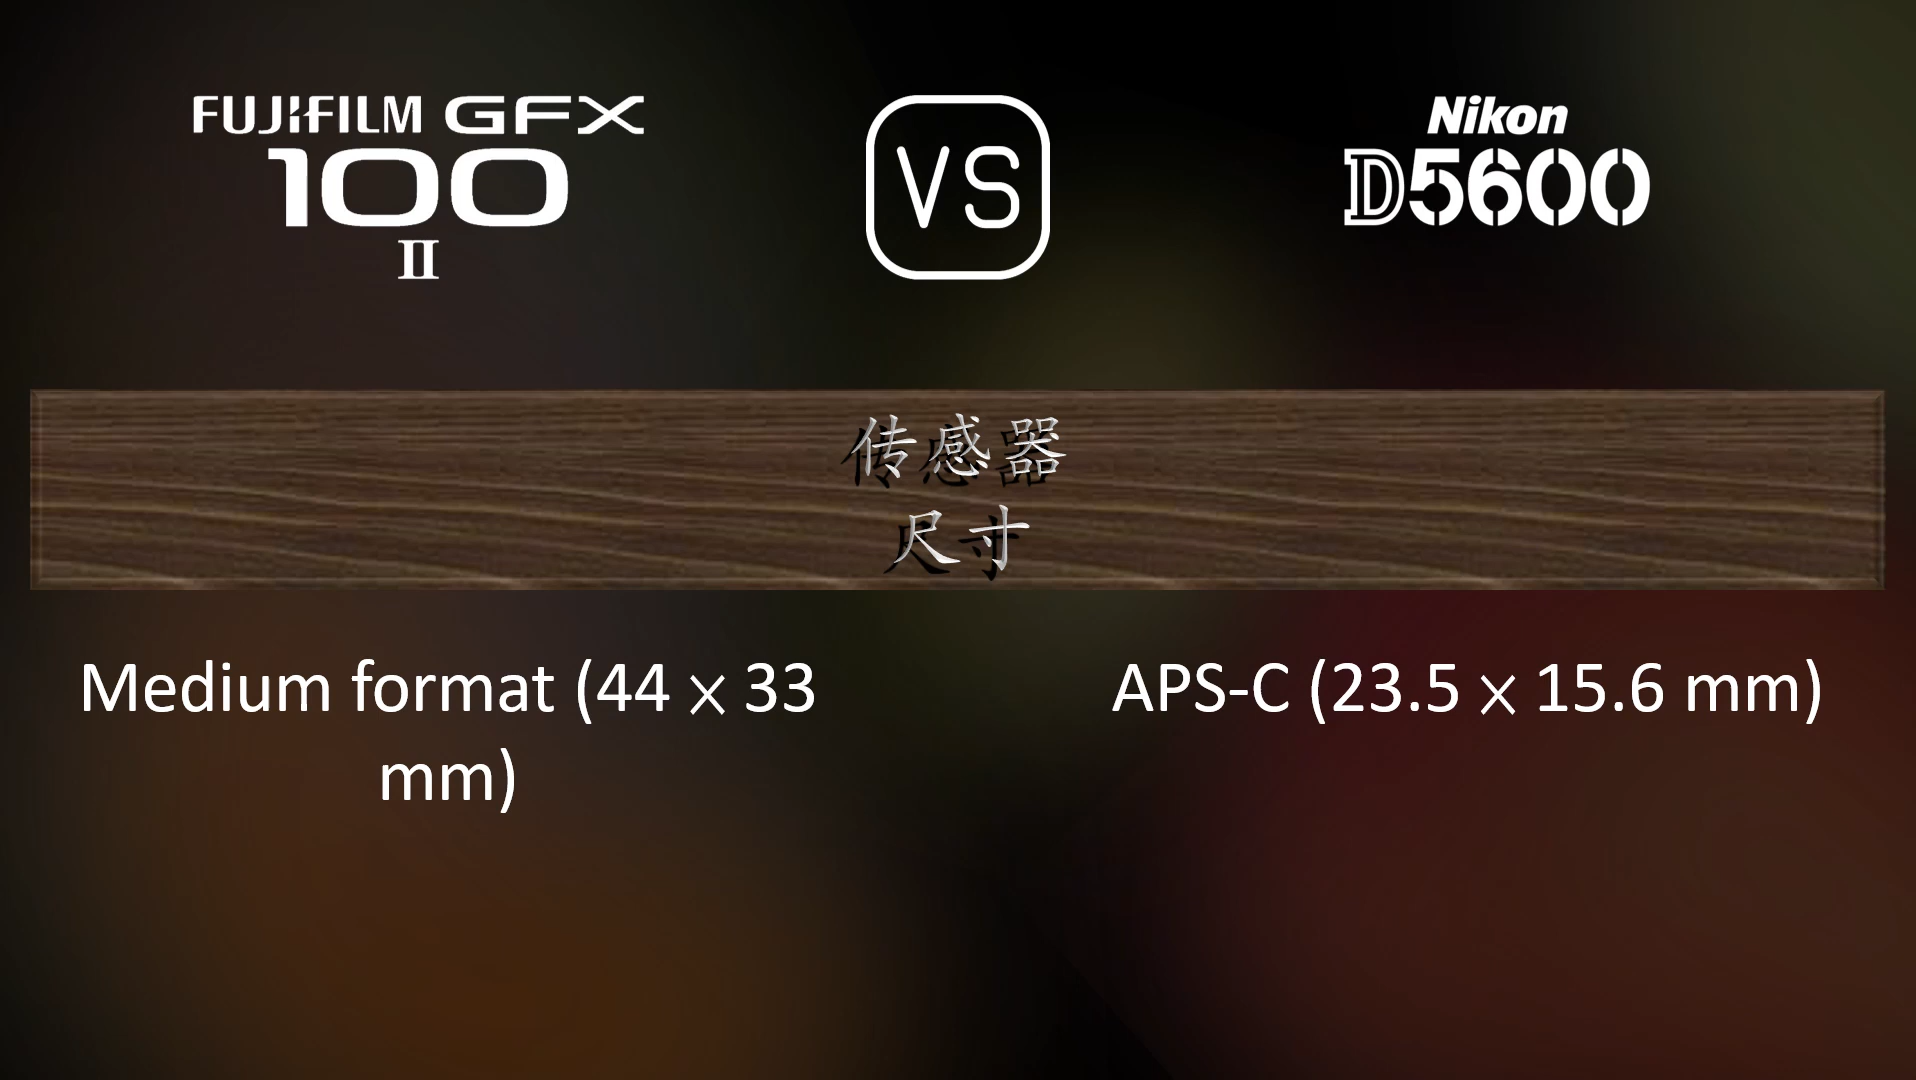 FUJIFILM GFX
100
II
VS
Nikon
D5600
传感器
尺寸
Medium format (44 x 33
mm)
APS-C (23.5 x 15.6 mm)